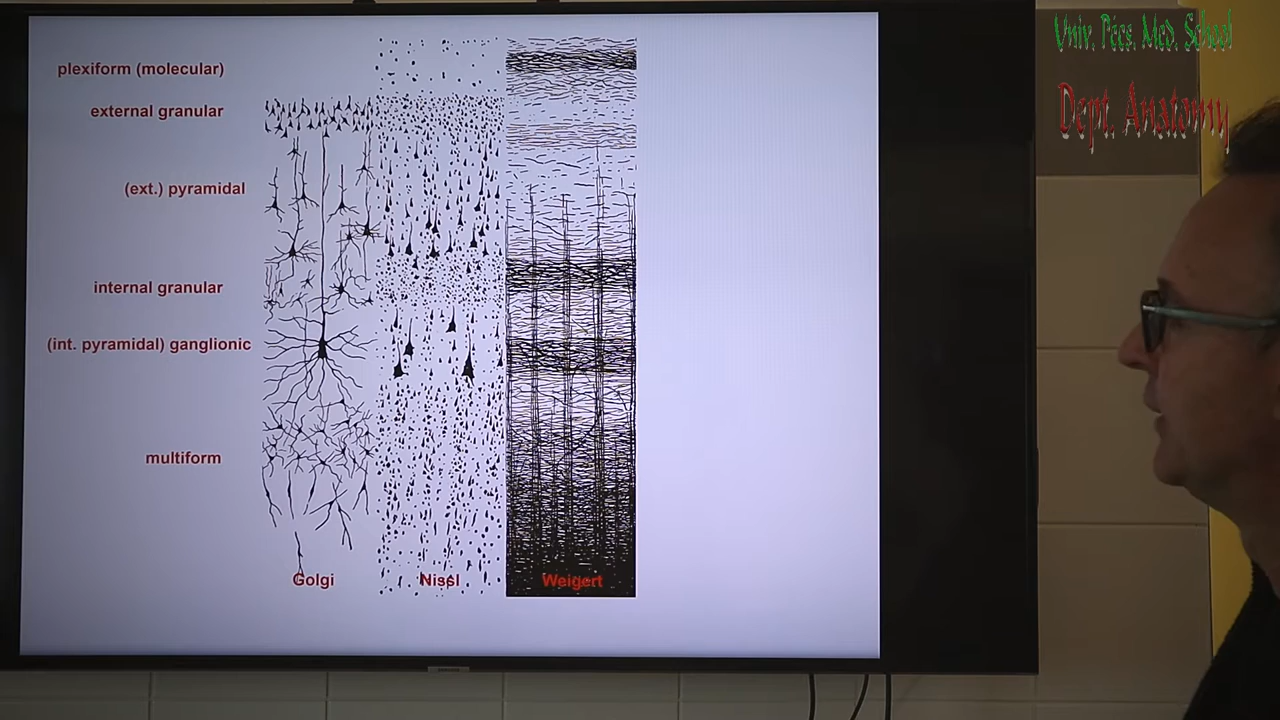 plexiform (molecular)
external granular
(ext.) pyramidal
internal granular
(int. pyramidal) ganglionic
multiform
Golgi
Nissl
Weigert
Univ. Pécs. Med. School
Dept. Anatomy